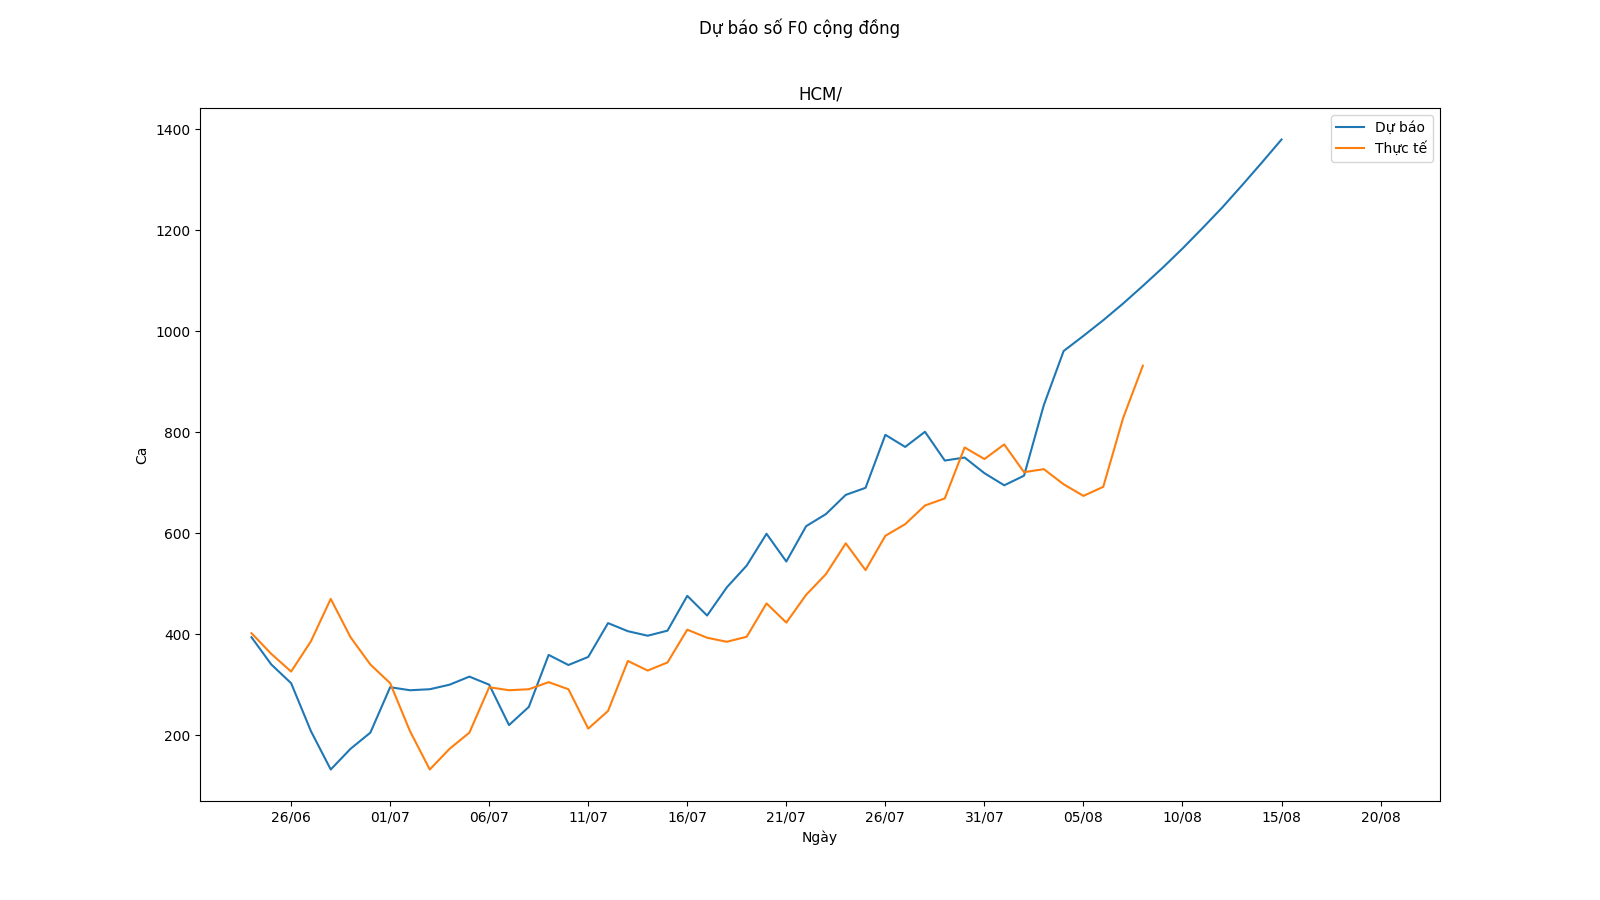 Dự báo số F0 cộng đồng
HCM/
1400
1200
1000
800
600
400
200
Ca
Dự báo
Thực tế
26/06 01/07 06/07 11/07 16/07 21/07 26/07 31/07 05/08 10/08 15/08 20/08
Ngày